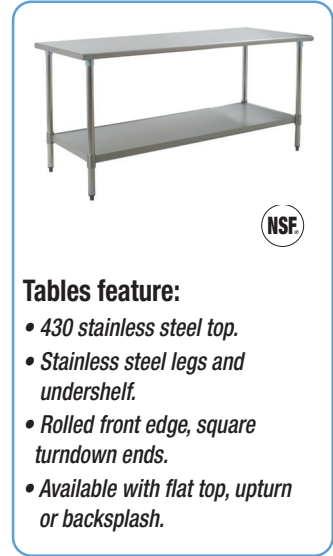 NSF®
Tables feature:
• 430 stainless steel top.
• Stainless steel legs and
undershelf.
• Rolled front edge, square
turndown ends.
• Available with flat top, upturn
or backsplash.